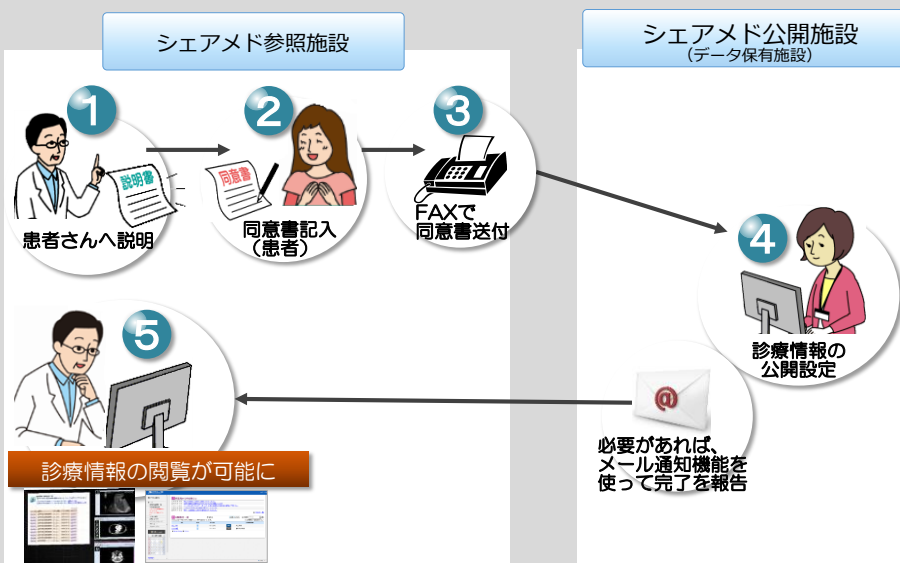 シェアメド参照施設
シェアメド公開施設
(データ保有施設)
1
説明書
患者さんへ説明
2
同意書
同意書記入
（患者）
3
FAXで
同意書送付
4
診療情報の
公開設定
@
必要があれば、
メール通知機能を
使って完了を報告
5
診療情報の閲覧が可能に